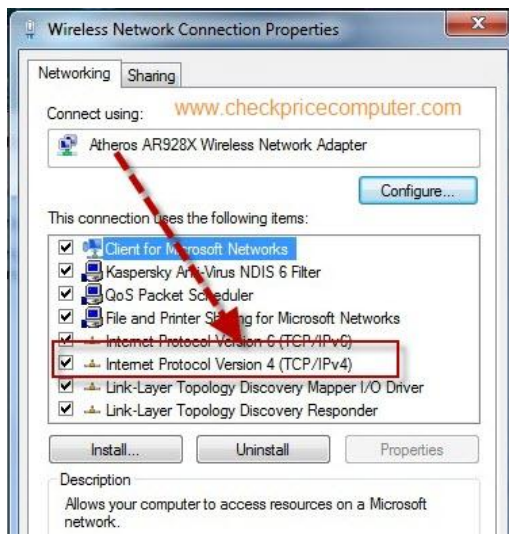 Wireless Network Connection Properties
Networking Sharing
Connect using:
www.checkpricecomputer.com
Atheros AR928X Wireless Network Adapter
Configure...
This connection uses the following items:
Client for Microsoft Networks
Kaspersky Anti-Virus NDIS 6 Filter
QoS Packet Scheduler
File and Printer Sharing for Microsoft Networks
Internet Protocol Version 6 (TCP/IPv6)
Internet Protocol Version 4 (TCP/IPv4)
Link-Layer Topology Discovery Mapper I/O Driver
Link-Layer Topology Discovery Responder
Install... Uninstall Properties
Description
Allows your computer to access resources on a Microsoft
network.